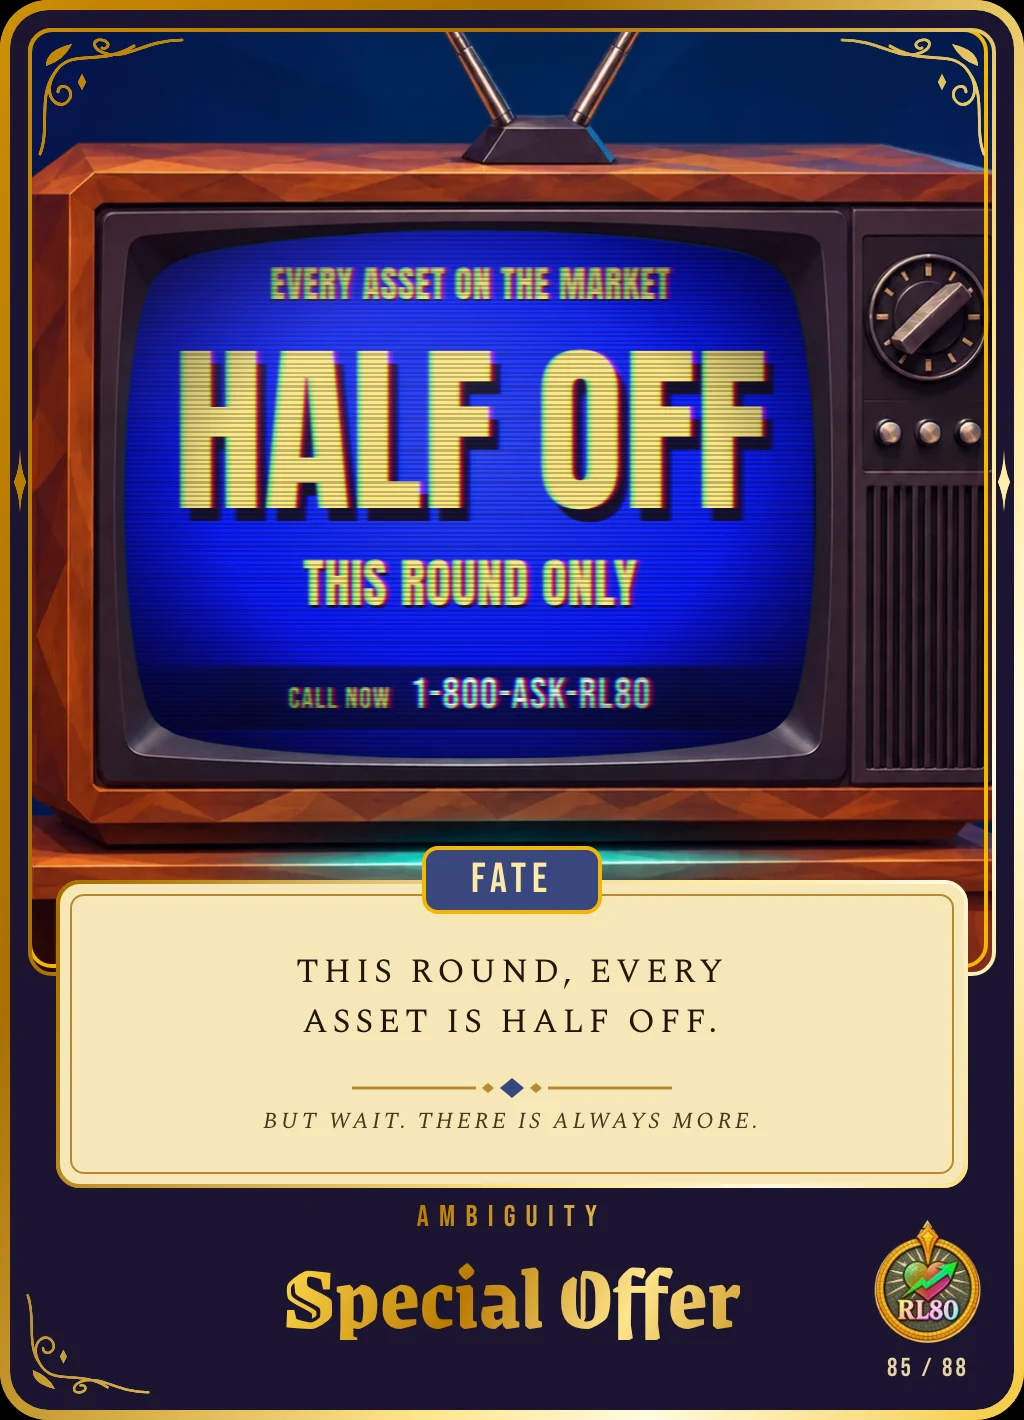 EVERY ASSET ON THE MARKET
HALF OFF
THIS ROUND ONLY
CALL NOW 1-800-ASK-RL80
FATE
THIS ROUND, EVERY
ASSET IS HALF OFF.
BUT WAIT. THERE IS ALWAYS MORE.
AMBIGUITY
Special Offer
RL80
85 / 88